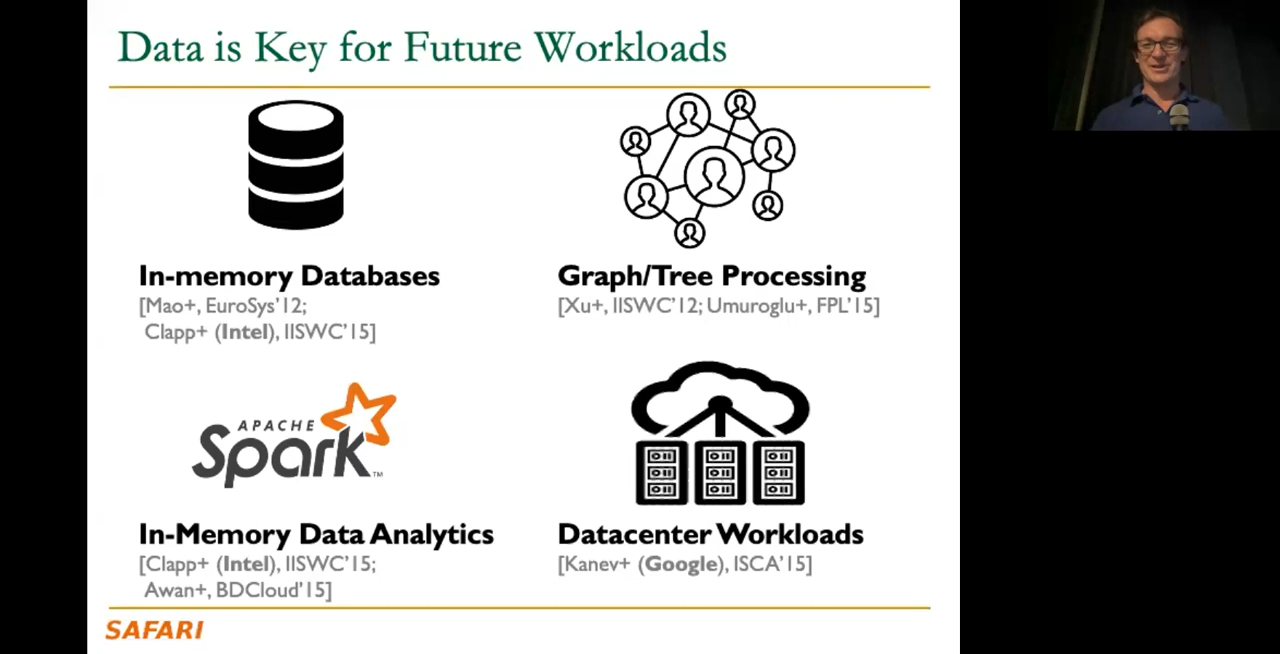 Data is Key for Future Workloads
In-memory Databases
[Mao+, EuroSys’12;
Clapp+ (Intel), IISWC’15]
Graph/Tree Processing
[Xu+, IISWC’12; Umuroglu+, FPL’15]
APACHE
Spark™
In-Memory Data Analytics
[Clapp+ (Intel), IISWC’15;
Awan+, BDCloud’15]
Datacenter Workloads
[Kanev+ (Google), ISCA’15]
SAFARI